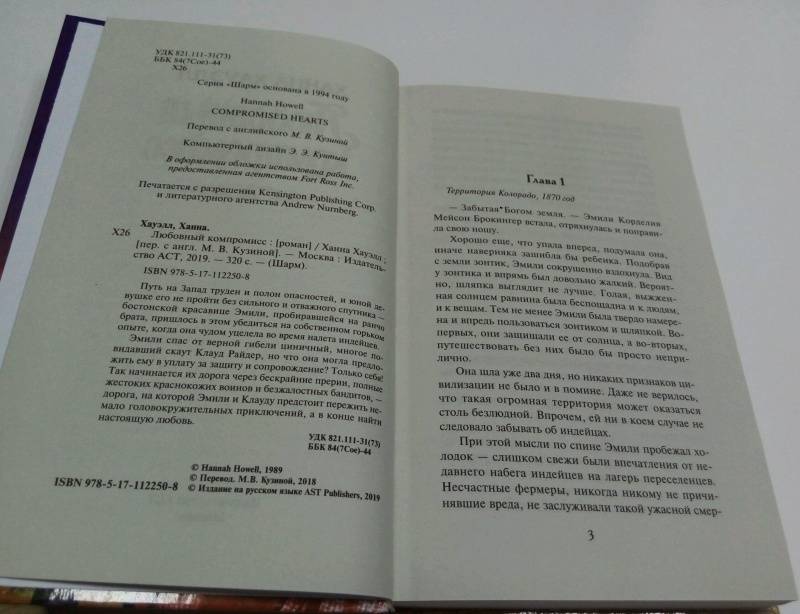 УДК 821.111-31(73)
ББК 84(7Сое)-44
Х26
Серия «Шарм» основана в 1994 году
Hannah Howell
COMPROMISED HEARTS
Перевод с английского М. В. Кузиной
Компьютерный дизайн Э. Э. Кунтыш
В оформлении обложки использована работа,
предоставленная агентством Fort Ross Inc.
Печатается с разрешения Kensington Publishing Corp.
и литературного агентства Andrew Nurnberg.
Хауэлл, Ханна.
Х26 Любовный компромисс : [роман] / Ханна Хауэлл ;
[пер. с англ. М. В. Кузиной]. — Москва : Издатель-
ство АСТ, 2019. — 320 с. — (Шарм).
ISBN 978-5-17-112250-8
Путь на Запад труден и полон опасностей, и юной де-
вушке его не пройти без сильного и отважного спутника —
бостонской красавице Эмили, пробиравшейся на ранчо
брата, пришлось в этом убедиться на собственном горьком
опыте, когда она чудом уцелела во время налета индейцев.
Эмили спас от верной гибели циничный, многое по-
видавший скаут Клауд Райдер, но что она могла предло-
жить ему в уплату за защиту и сопровождение? Только себя!
Так начинается их дорога через бескрайние прерии, полные
жестоких краснокожих воинов и безжалостных бандитов, —
дорога, на которой Эмили и Клауду предстоит пережить не-
мало головокружительных приключений, а в конце найти
настоящую любовь.
УДК 821.111-31(73)
ББК 84(7Сое)-44
© Hannah Howell, 1989
© Перевод. М.В. Кузиной, 2018
ISBN 978-5-17-112250-8 © Издание на русском языке AST Publishers, 2019
Глава 1
Территория Колорадо, 1870 год
— Забытая Богом земля. — Эмили Корделия
Мейсон Брокингер встала, отряхнулась и поправи-
ла свою ношу.
Хорошо еще, что упала вперед, подумала она,
иначе наверняка зашибла бы ребенка. Подобрав
с земли зонтик, Эмили сокрушенно вздохнула. Вид
у зонтика и впрямь был довольно жалкий. Вероят-
но, шляпка выглядит не лучше. Голая, выжжен-
ная солнцем равнина была беспощадна и к людям,
и к вещам. Тем не менее Эмили была твердо намере-
на и впредь пользоваться зонтиком и шляпкой. Во-
первых, они защищали ее от солнца, а во-вторых,
путешествовать без них было бы просто непри-
лично.
Она шла уже два дня, но никаких признаков ци-
вилизации не было и в помине. Даже не верилось,
что такая огромная территория может оказаться
столь безлюдной. Впрочем, ей ни в коем случае не
следовало забывать об индейцах.
При этой мысли по спине Эмили пробежал хо-
лодок — слишком свежи были впечатления от не-
давнего набега индейцев на лагерь переселенцев.
Несчастные фермеры, никогда никому не причи-
нявшие вреда, не заслуживали такой ужасной смер-
3